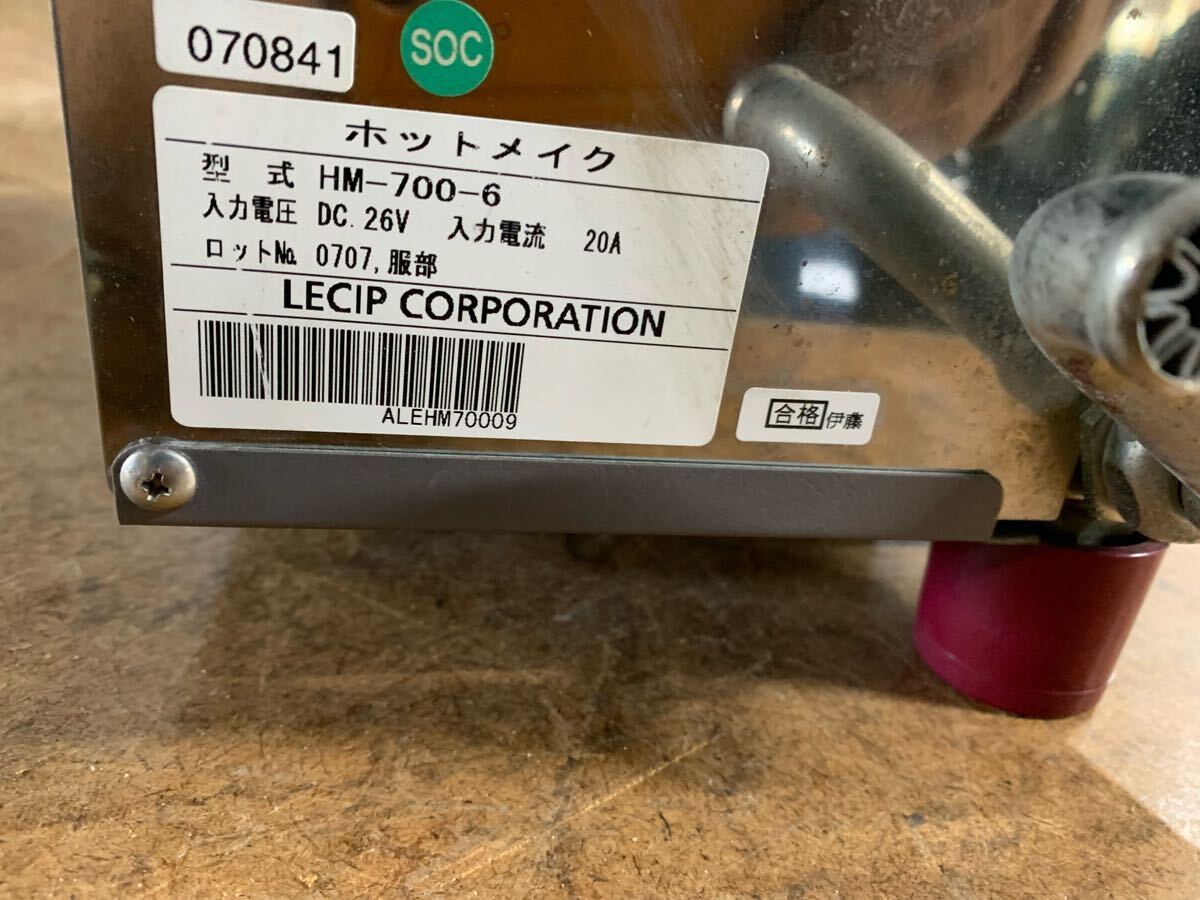 070841
SOC
ホットメイク
型 式 HM-700-6
入力電圧 DC.26V 入力電流 20A
ロット№ 0707,服部
LECIP CORPORATION
ALEHM70009
合格 伊藤